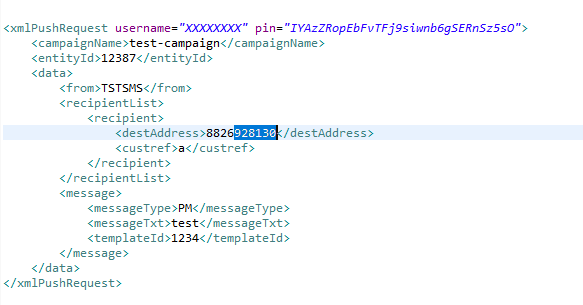 <xmlPushRequest username="XXXXXXXX" pin="IYAzZRopEbFvTFj9siwnb6gSERnSz5sO">
<campaignName>test-campaign</campaignName>
<entityId>12387</entityId>
<data>
<from>TSTSMS</from>
<recipientList>
<recipient>
<destAddress>8826928130</destAddress>
<custref>a</custref>
</recipient>
</recipientList>
<message>
<messageType>PM</messageType>
<messageTxt>test</messageTxt>
<templateId>1234</templateId>
</message>
</data>
</xmlPushRequest>